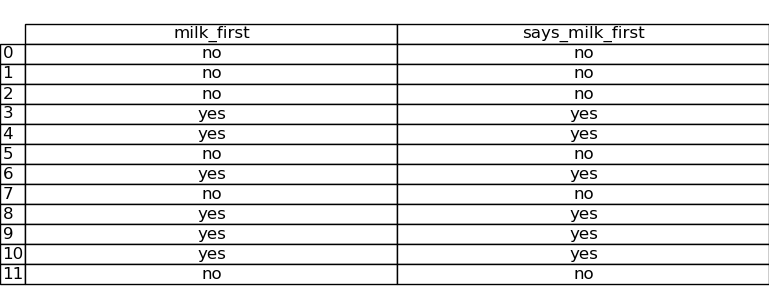 milk_first says_milk_first
0 no no
1 no no
2 no no
3 yes yes
4 yes yes
5 no no
6 yes yes
7 no no
8 yes yes
9 yes yes
10 yes yes
11 no no